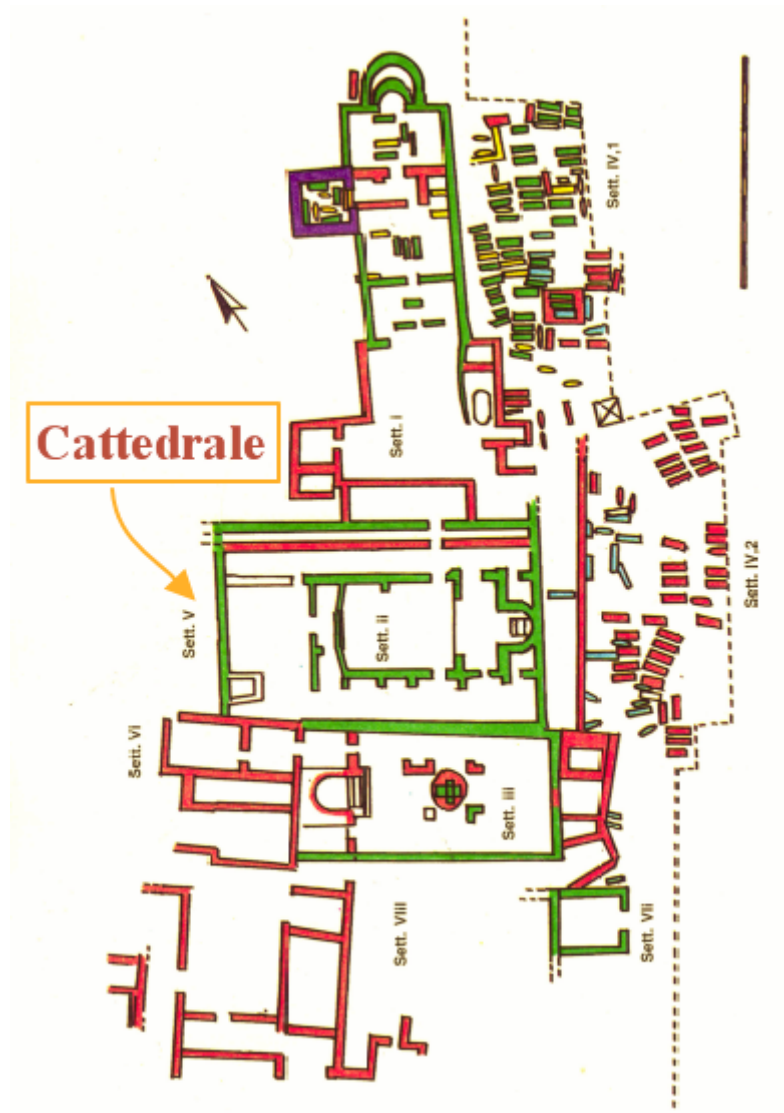 Sett. IV,1
Cattedrale
Sett. i
Sett. V
Sett. ii
Sett. IV,2
Sett. Vi
Sett. iii
Sett. VIII
Sett. VIi